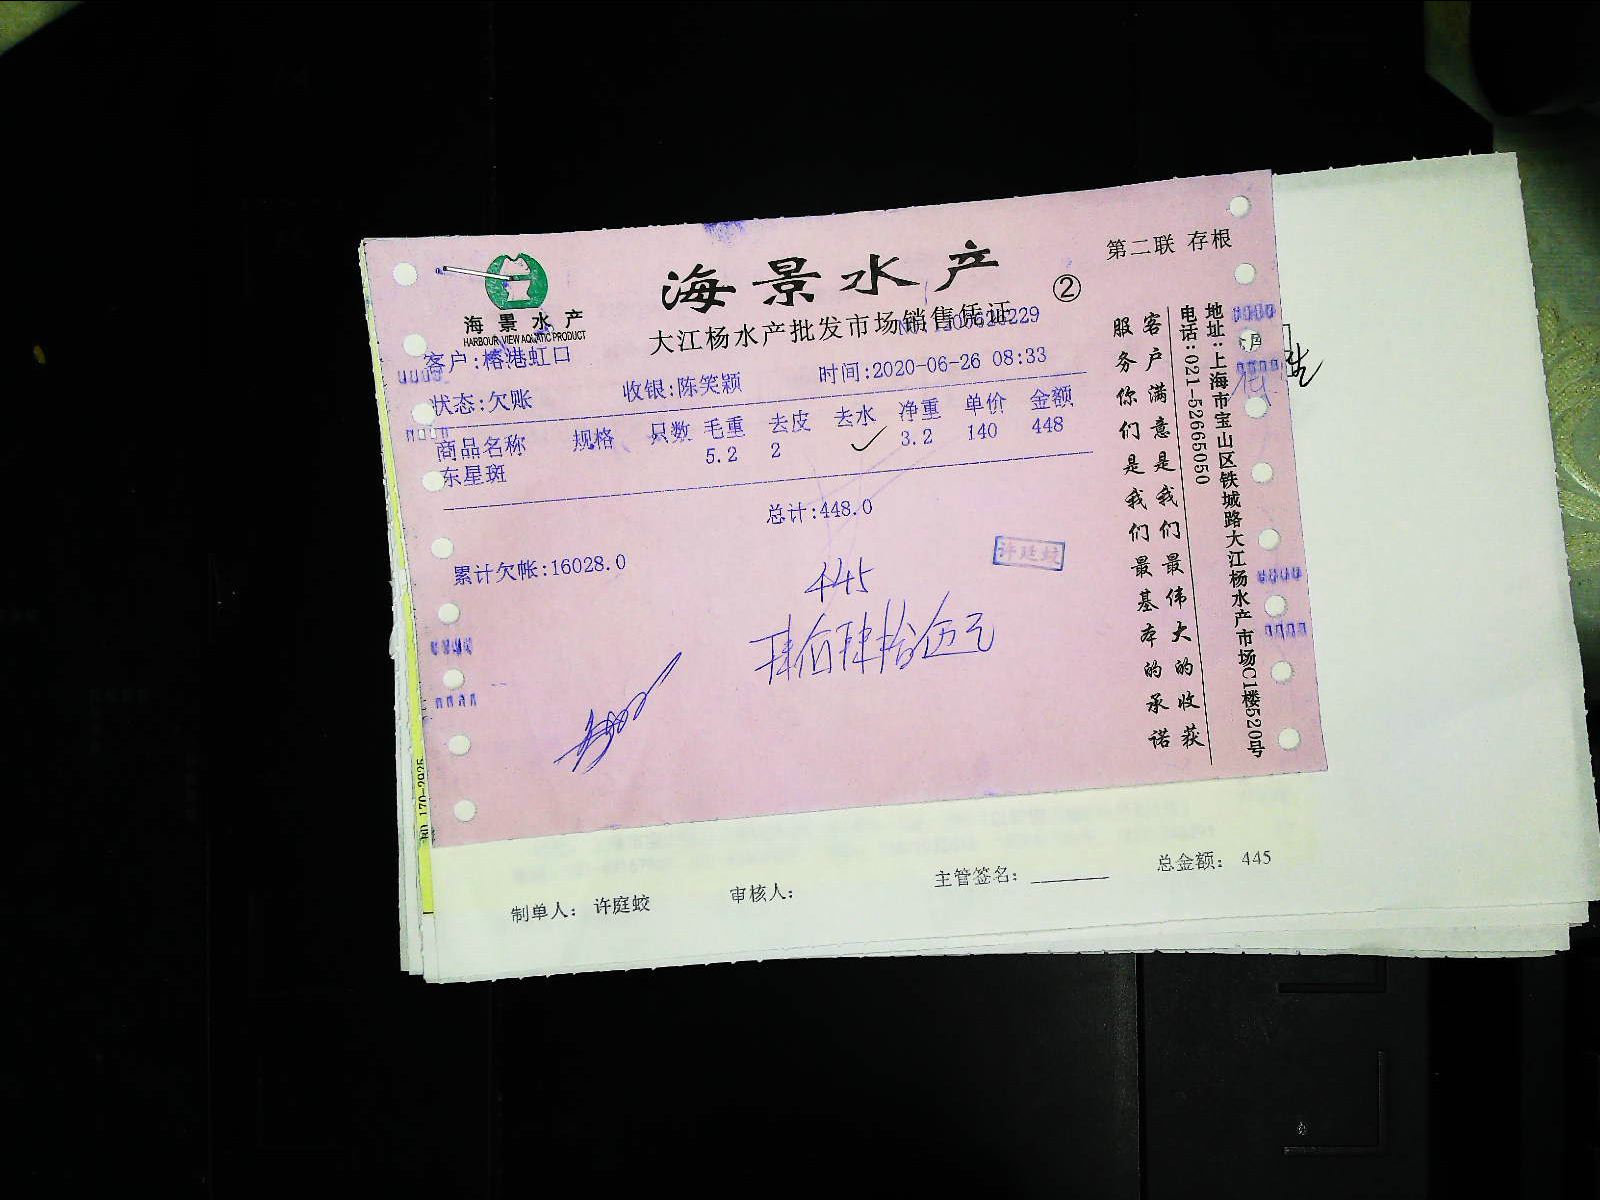 第二联 存根
海景水产
②
海景水产
HARBOUR VIEW AQUATIC PRODUCT
大江杨水产批发市场销售凭证
客户:榕港虹口
状态:欠账
收银:陈笑颖
时间:2020-06-26 08:33
商品名称 规格 只数 毛重 去皮 去水 净重 单价 金额
东星斑 5.2 2 3.2 140 448
总计:448.0
累计欠帐:16028.0
445
肆佰肆拾伍元
许廷蛟
客户满意是我们最伟大的收获
服务你们是我们最基本的承诺
地址:上海市宝山区铁城路大江杨水产市场C1楼520号
电话:021-52665050
制单人: 许庭蛟
审核人:
主管签名:
总金额: 445